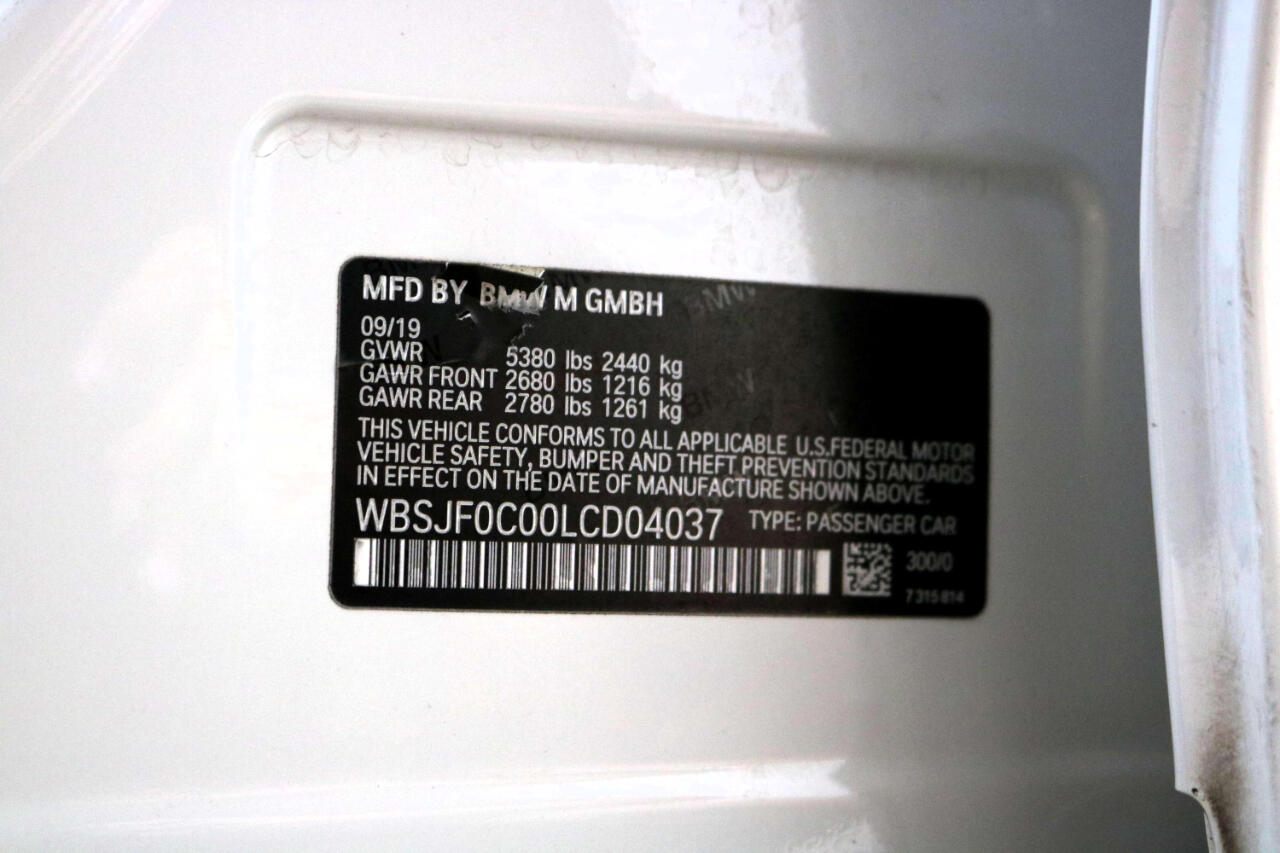 MFD BY BMW M GMBH
09/19
GVWR 5380 lbs 2440 kg
GAWR FRONT 2680 lbs 1216 kg
GAWR REAR 2780 lbs 1261 kg
THIS VEHICLE CONFORMS TO ALL APPLICABLE U.S.FEDERAL MOTOR
VEHICLE SAFETY, BUMPER AND THEFT PREVENTION STANDARDS
IN EFFECT ON THE DATE OF MANUFACTURE SHOWN ABOVE.
WBSJF0C00LCD04037 TYPE: PASSENGER CAR
300/0
7 315 814